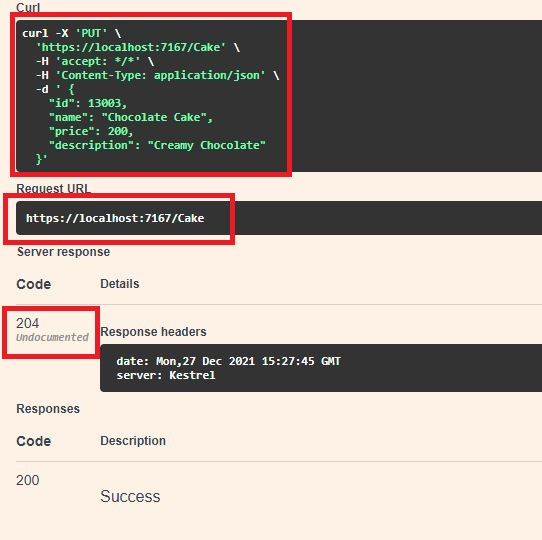 Curl
curl -X 'PUT' \
'https://localhost:7167/Cake' \
-H 'accept: */*' \
-H 'Content-Type: application/json' \
-d ' {
"id": 13003,
"name": "Chocolate Cake",
"price": 200,
"description": "Creamy Chocolate"
}'
Request URL
https://localhost:7167/Cake
Server response
Code Details
204
Undocumented
Response headers
date: Mon,27 Dec 2021 15:27:45 GMT
server: Kestrel
Responses
Code Description
200
Success